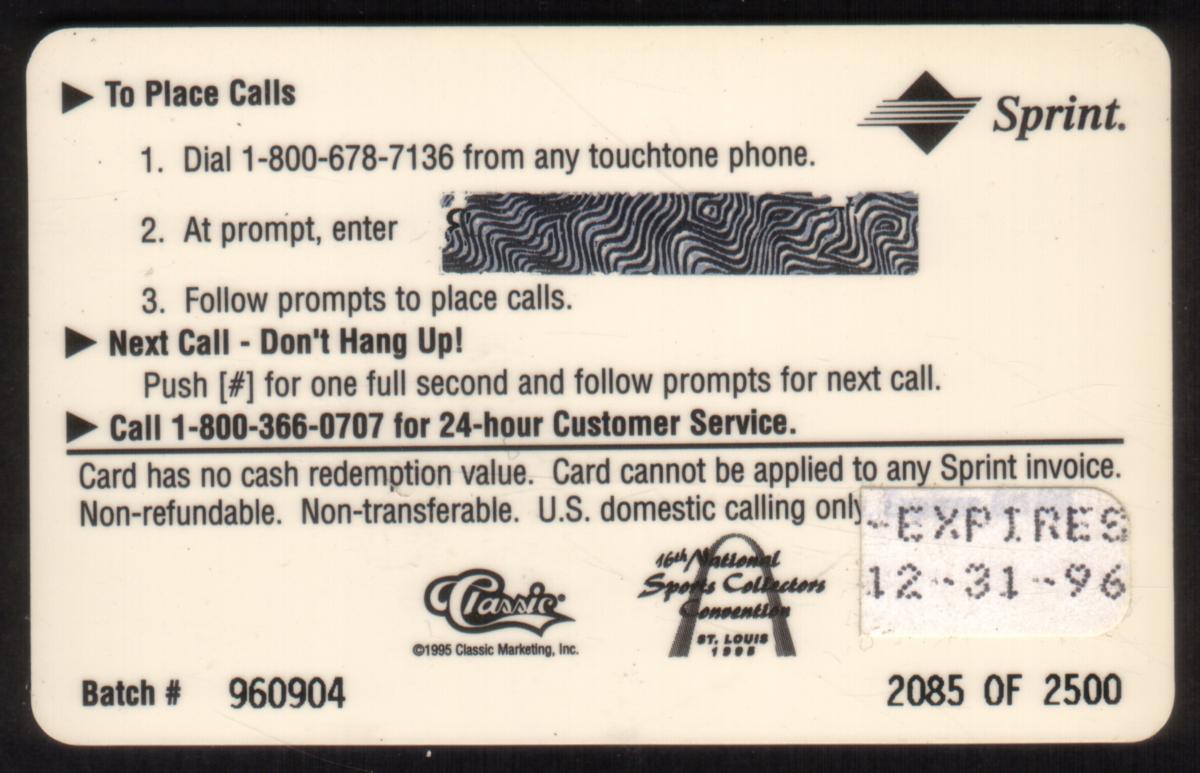 To Place Calls
Sprint.
1. Dial 1-800-678-7136 from any touchtone phone.
2. At prompt, enter
3. Follow prompts to place calls.
Next Call - Don't Hang Up!
Push [#] for one full second and follow prompts for next call.
Call 1-800-366-0707 for 24-hour Customer Service.
Card has no cash redemption value. Card cannot be applied to any Sprint invoice.
Non-refundable. Non-transferable. U.S. domestic calling only
-EXPIRES
12-31-96
Classic
©1995 Classic Marketing, Inc.
16th National
Sports Collectors
Convention
ST. LOUIS
1995
Batch # 960904
2085 OF 2500